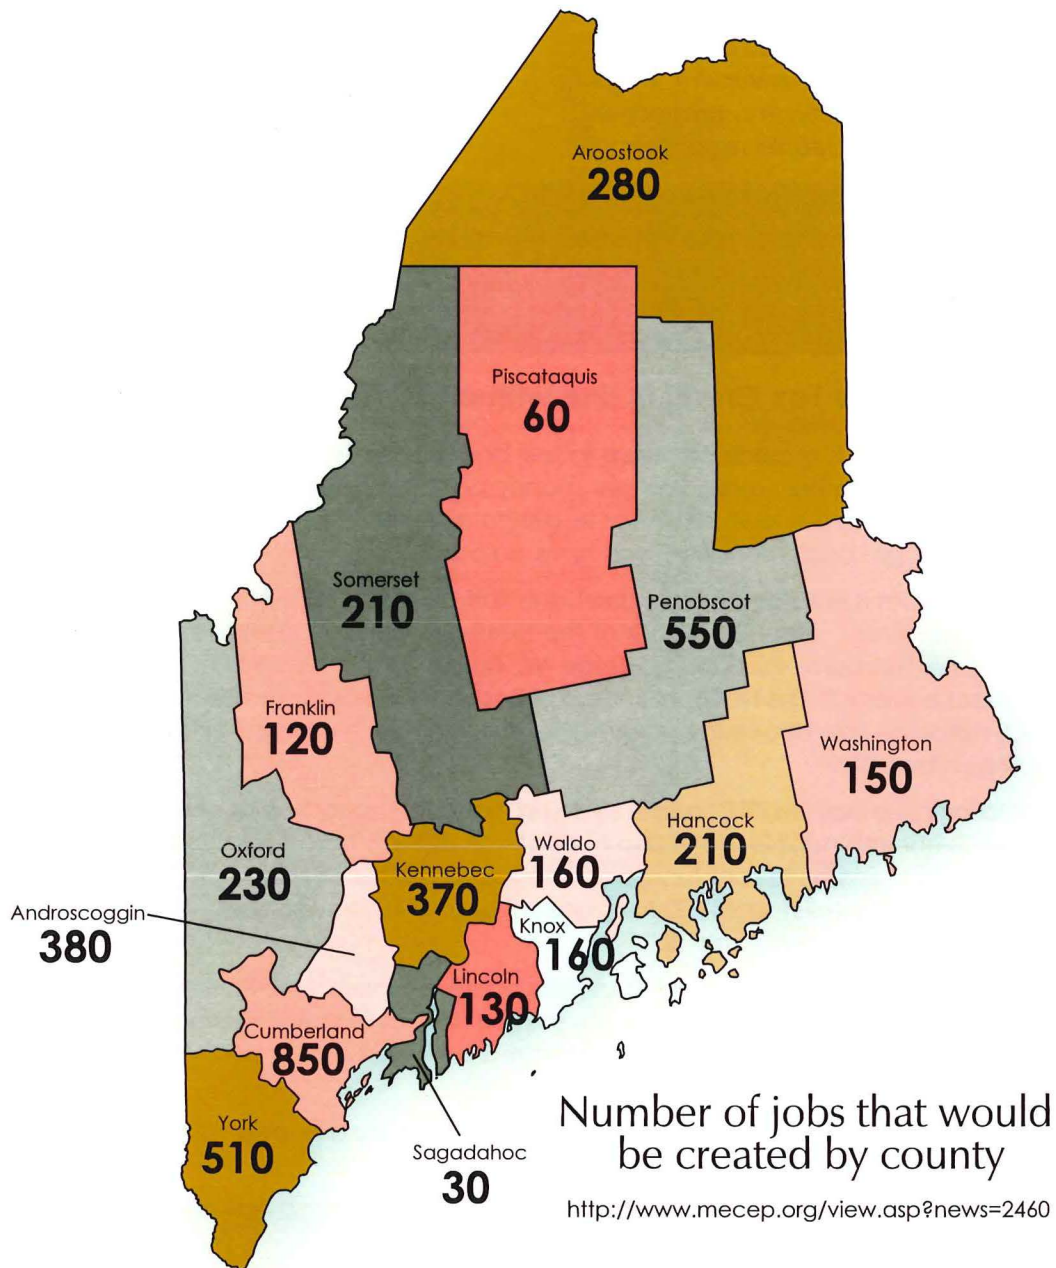 Aroostook
280
Piscataquis
60
Somerset
210
Penobscot
550
Franklin
120
Washington
150
Oxford
230
Kennebec
370
Waldo
160
Hancock
210
Androscoggin
380
Knox
160
Lincoln
130
Cumberland
850
York
510
Sagadahoc
30
Number of jobs that would
be created by county
http://www.mecep.org/view.asp?news=2460